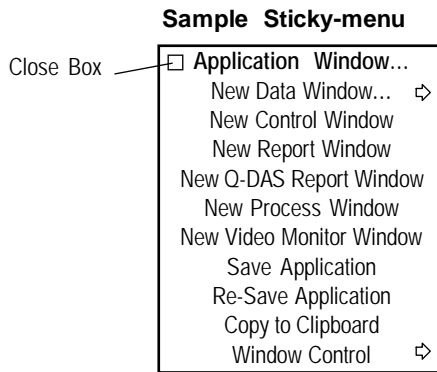 Sample Sticky-menu
Close Box
Application Window...
New Data Window...
New Control Window
New Report Window
New Q-DAS Report Window
New Process Window
New Video Monitor Window
Save Application
Re-Save Application
Copy to Clipboard
Window Control